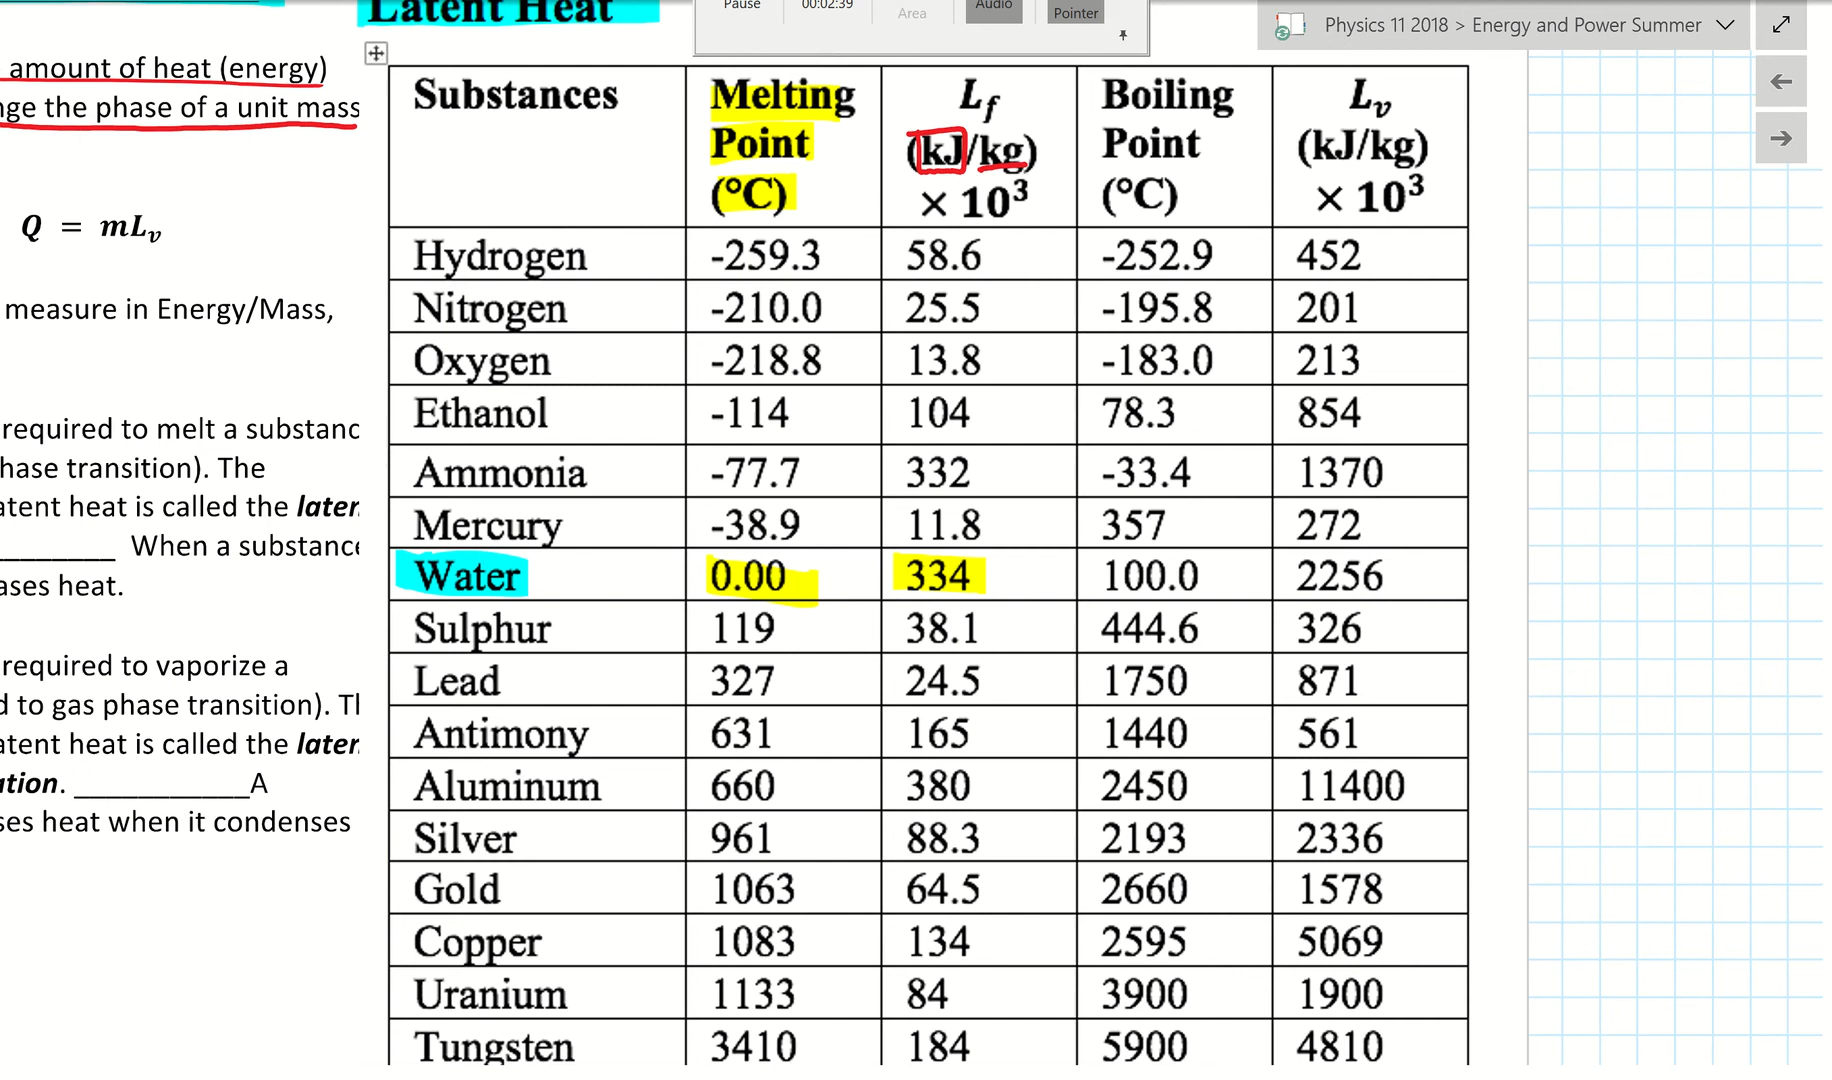 Latent Heat
Pause 00:02:39 Area Audio Pointer
Physics 11 2018 > Energy and Power Summer
amount of heat (energy)
nge the phase of a unit mass
Q = mLv
measure in Energy/Mass,
required to melt a substanc
hase transition). The
atent heat is called the laten
________ When a substance
ases heat.
required to vaporize a
d to gas phase transition). Th
atent heat is called the laten
ation. ___________A
ses heat when it condenses
Substances Melting Point (°C) Lf (kJ/kg) × 10³ Boiling Point (°C) Lv (kJ/kg) × 10³
Hydrogen -259.3 58.6 -252.9 452
Nitrogen -210.0 25.5 -195.8 201
Oxygen -218.8 13.8 -183.0 213
Ethanol -114 104 78.3 854
Ammonia -77.7 332 -33.4 1370
Mercury -38.9 11.8 357 272
Water 0.00 334 100.0 2256
Sulphur 119 38.1 444.6 326
Lead 327 24.5 1750 871
Antimony 631 165 1440 561
Aluminum 660 380 2450 11400
Silver 961 88.3 2193 2336
Gold 1063 64.5 2660 1578
Copper 1083 134 2595 5069
Uranium 1133 84 3900 1900
Tungsten 3410 184 5900 4810